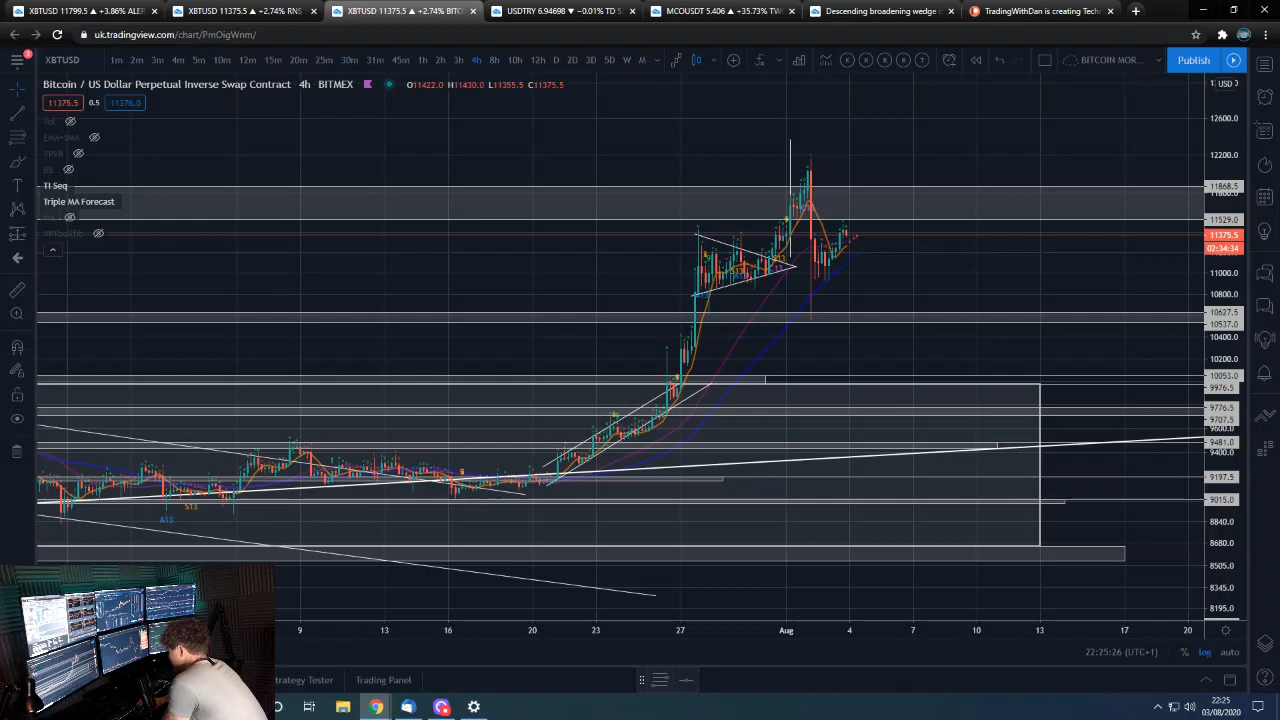 XBTUSD 11799.5 ▲ +3.86% ALER
XBTUSD 11375.5 ▲ +2.74% RNS
XBTUSD 11375.5 ▲ +2.74% BITC
USDTRY 6.94698 ▼ −0.01% TD S
MCOUSDT 5.406 ▲ +35.73% TW
Descending broadening wedge
TradingWithDan is creating Tech
uk.tradingview.com/chart/PmOigWnm/
3
XBTUSD
1m 2m 3m 4m 5m 10m 12m 15m 20m 25m 30m 31m 45m 1h 2h 3h 4h 8h 10h 12h D 2D 3D 5D W M
BITCOIN MOR...
Publish
Bitcoin / US Dollar Perpetual Inverse Swap Contract 4h BITMEX
O11422.0 H11430.0 L11355.5 C11375.5
USD
11375.5 0.5 11376.0
Vol
EMA+SMA
VPVR
BB
TI Seq
Triple MA Forecast
12600.0
12200.0
11868.5
11800.0
11529.0
11375.5
02:34:34
11000.0
10800.0
10627.5
10537.0
10400.0
10200.0
10053.0
9976.5
9776.5
9707.5
9600.0
9481.0
9400.0
9197.5
9015.0
8840.0
8680.0
8505.0
8345.0
8195.0
A13
S13
9 13 16 20 23 27 Aug 4 7 10 13 17 20
22:25:26 (UTC+1) % log auto
trategy Tester Trading Panel
22:25
03/08/2020